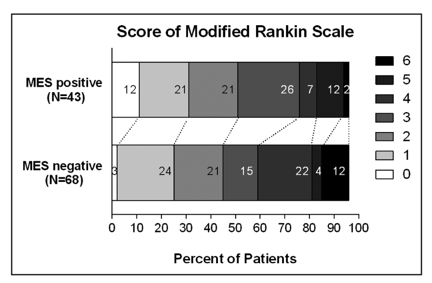 Score of Modified Rankin Scale
MES positive
(N=43)
12 21 21 26 7 12 2
MES negative
(N=68)
3 24 21 15 22 4 12
0 10 20 30 40 50 60 70 80 90 100
Percent of Patients
6
5
4
3
2
1
0